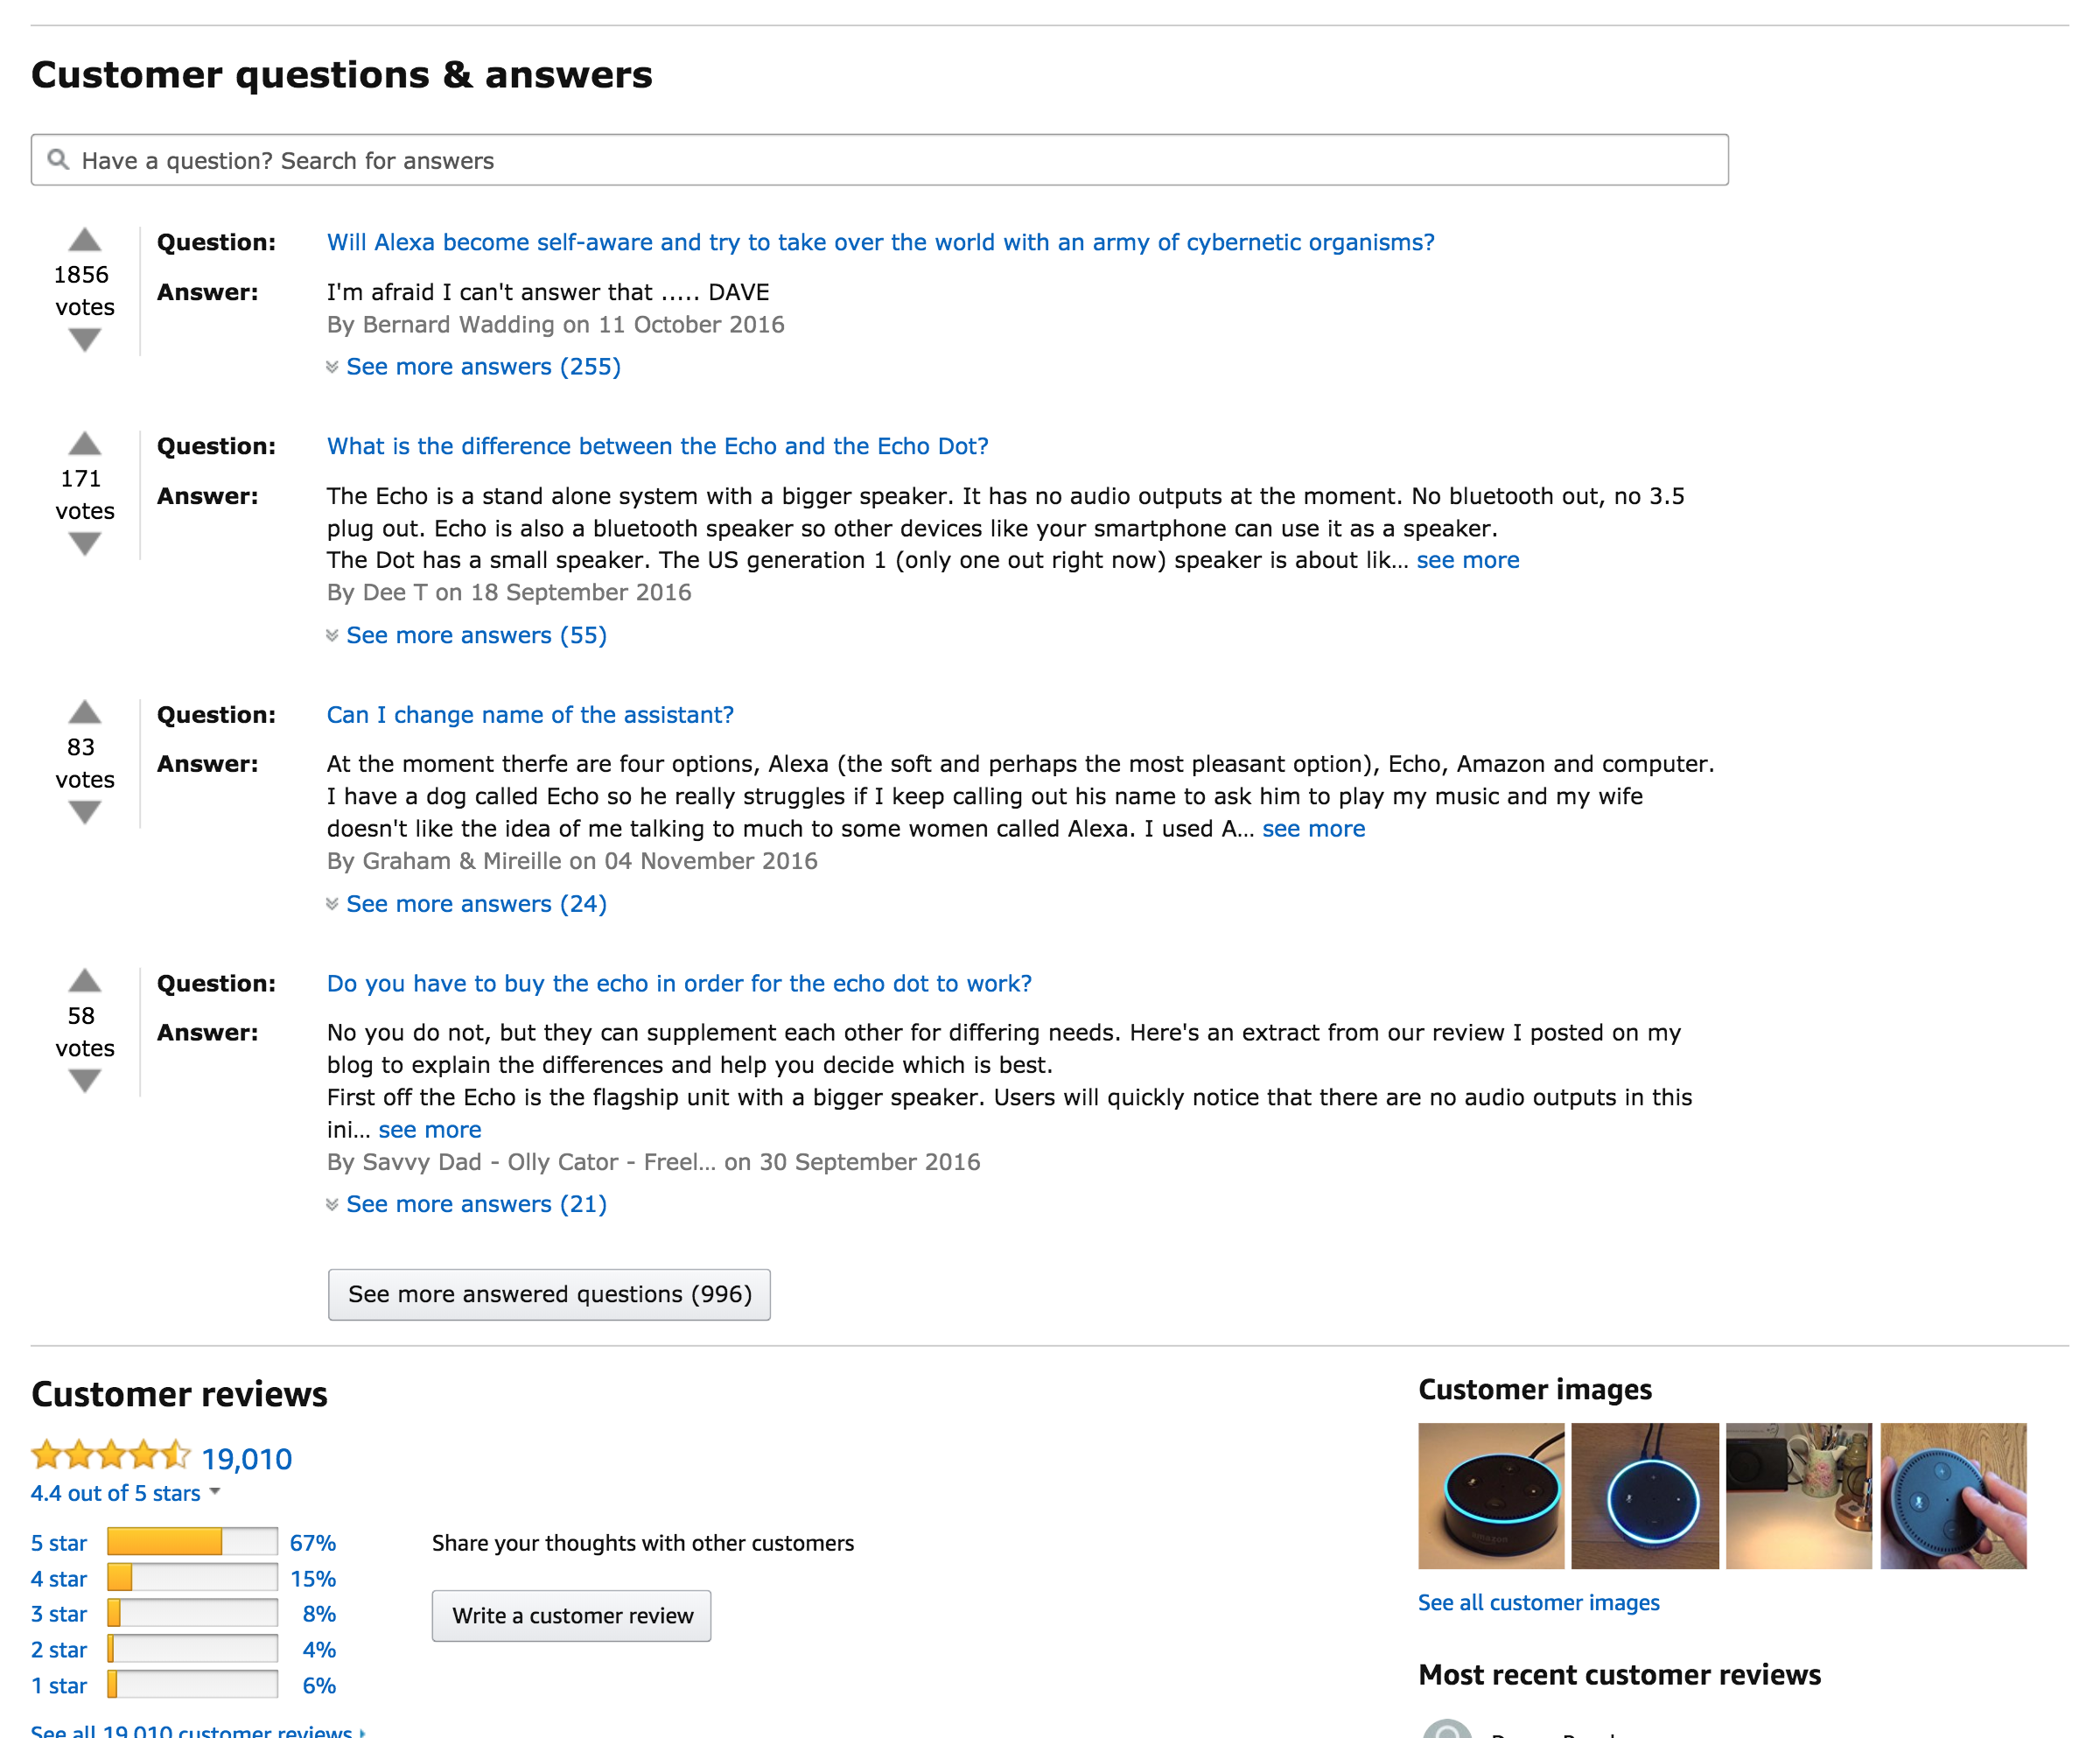 Customer questions & answers
Have a question? Search for answers
1856
votes
Question: Will Alexa become self-aware and try to take over the world with an army of cybernetic organisms?
Answer: I'm afraid I can't answer that ..... DAVE
By Bernard Wadding on 11 October 2016
See more answers (255)
171
votes
Question: What is the difference between the Echo and the Echo Dot?
Answer: The Echo is a stand alone system with a bigger speaker. It has no audio outputs at the moment. No bluetooth out, no 3.5
plug out. Echo is also a bluetooth speaker so other devices like your smartphone can use it as a speaker.
The Dot has a small speaker. The US generation 1 (only one out right now) speaker is about lik... see more
By Dee T on 18 September 2016
See more answers (55)
83
votes
Question: Can I change name of the assistant?
Answer: At the moment therfe are four options, Alexa (the soft and perhaps the most pleasant option), Echo, Amazon and computer.
I have a dog called Echo so he really struggles if I keep calling out his name to ask him to play my music and my wife
doesn't like the idea of me talking to much to some women called Alexa. I used A... see more
By Graham & Mireille on 04 November 2016
See more answers (24)
58
votes
Question: Do you have to buy the echo in order for the echo dot to work?
Answer: No you do not, but they can supplement each other for differing needs. Here's an extract from our review I posted on my
blog to explain the differences and help you decide which is best.
First off the Echo is the flagship unit with a bigger speaker. Users will quickly notice that there are no audio outputs in this
ini... see more
By Savvy Dad - Olly Cator - Freel... on 30 September 2016
See more answers (21)
See more answered questions (996)
Customer reviews
19,010
4.4 out of 5 stars
5 star 67%
4 star 15%
3 star 8%
2 star 4%
1 star 6%
See all 19,010 customer reviews
Share your thoughts with other customers
Write a customer review
Customer images
amazon
See all customer images
Most recent customer reviews